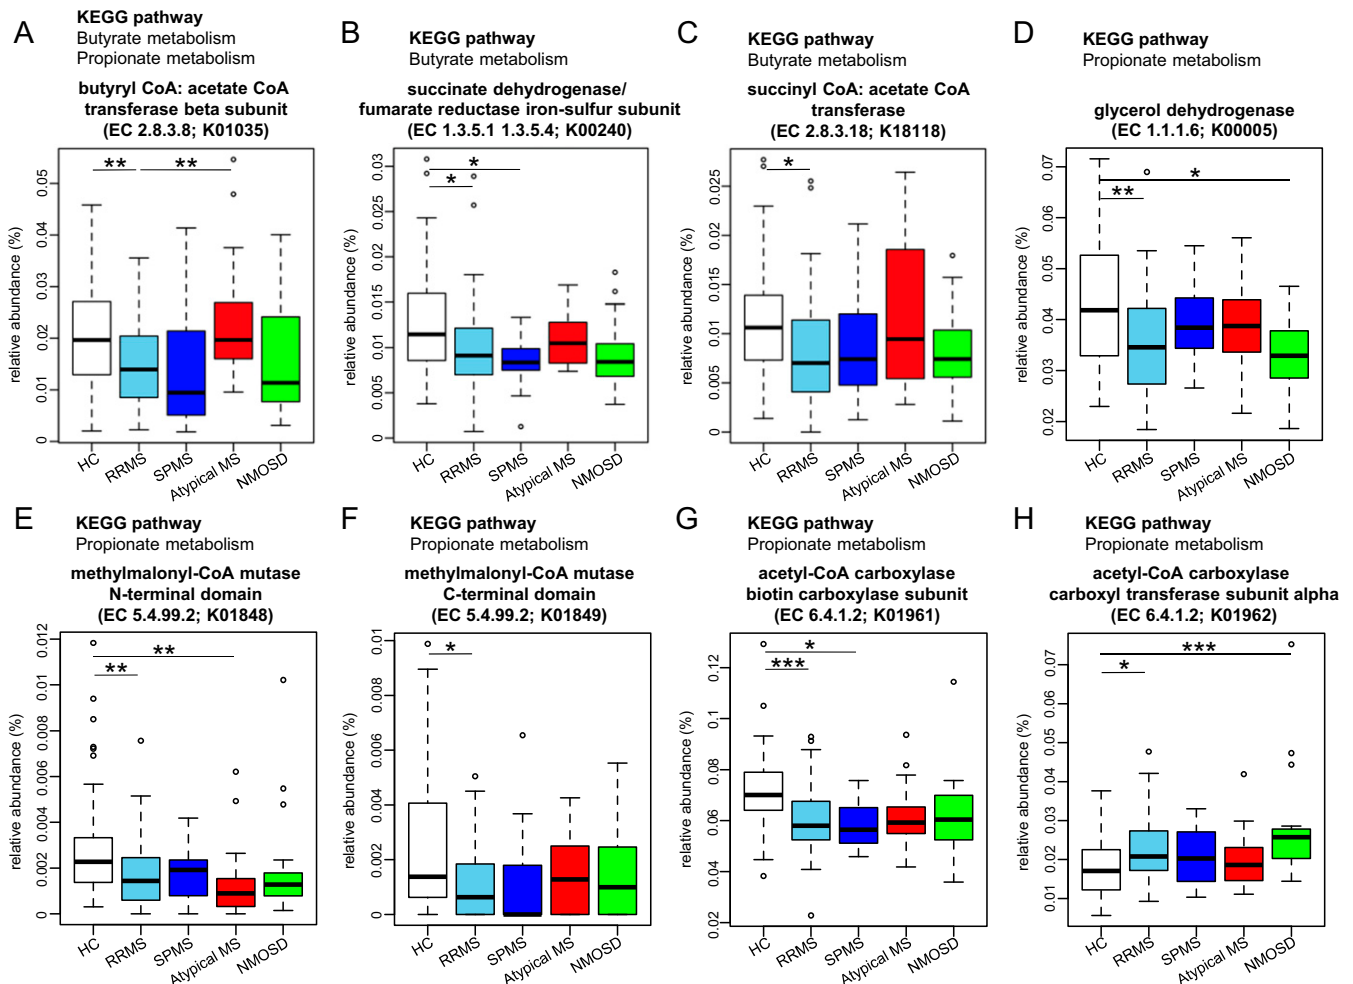 A
KEGG pathway
Butyrate metabolism
Propionate metabolism
butyryl CoA: acetate CoA
transferase beta subunit
(EC 2.8.3.8; K01035)
relative abundance (%)
0.05
0.04
0.03
0.02
0.01
0
** **
HC RRMS SPMS Atypical MS NMOSD
B
KEGG pathway
Butyrate metabolism
succinate dehydrogenase/
fumarate reductase iron-sulfur subunit
(EC 1.3.5.1 1.3.5.4; K00240)
relative abundance (%)
0.03
0.025
0.02
0.015
0.01
0.005
0
*
*
HC RRMS SPMS Atypical MS NMOSD
C
KEGG pathway
Butyrate metabolism
succinyl CoA: acetate CoA
transferase
(EC 2.8.3.18; K18118)
relative abundance (%)
0.025
0.02
0.015
0.01
0.005
0
*
HC RRMS SPMS Atypical MS NMOSD
D
KEGG pathway
Propionate metabolism
glycerol dehydrogenase
(EC 1.1.1.6; K00005)
relative abundance (%)
0.07
0.06
0.05
0.04
0.03
0.02
*
**
HC RRMS SPMS Atypical MS NMOSD
E
KEGG pathway
Propionate metabolism
methylmalonyl-CoA mutase
N-terminal domain
(EC 5.4.99.2; K01848)
relative abundance (%)
0.012
0.01
0.008
0.006
0.004
0.002
0
**
**
HC RRMS SPMS Atypical MS NMOSD
F
KEGG pathway
Propionate metabolism
methylmalonyl-CoA mutase
C-terminal domain
(EC 5.4.99.2; K01849)
relative abundance (%)
0.01
0.008
0.006
0.004
0.002
0
*
HC RRMS SPMS Atypical MS NMOSD
G
KEGG pathway
Propionate metabolism
acetyl-CoA carboxylase
biotin carboxylase subunit
(EC 6.4.1.2; K01961)
relative abundance (%)
0.12
0.1
0.08
0.06
0.04
0.02
*
***
HC RRMS SPMS Atypical MS NMOSD
H
KEGG pathway
Propionate metabolism
acetyl-CoA carboxylase
carboxyl transferase subunit alpha
(EC 6.4.1.2; K01962)
relative abundance (%)
0.07
0.06
0.05
0.04
0.03
0.02
0.01
***
*
HC RRMS SPMS Atypical MS NMOSD